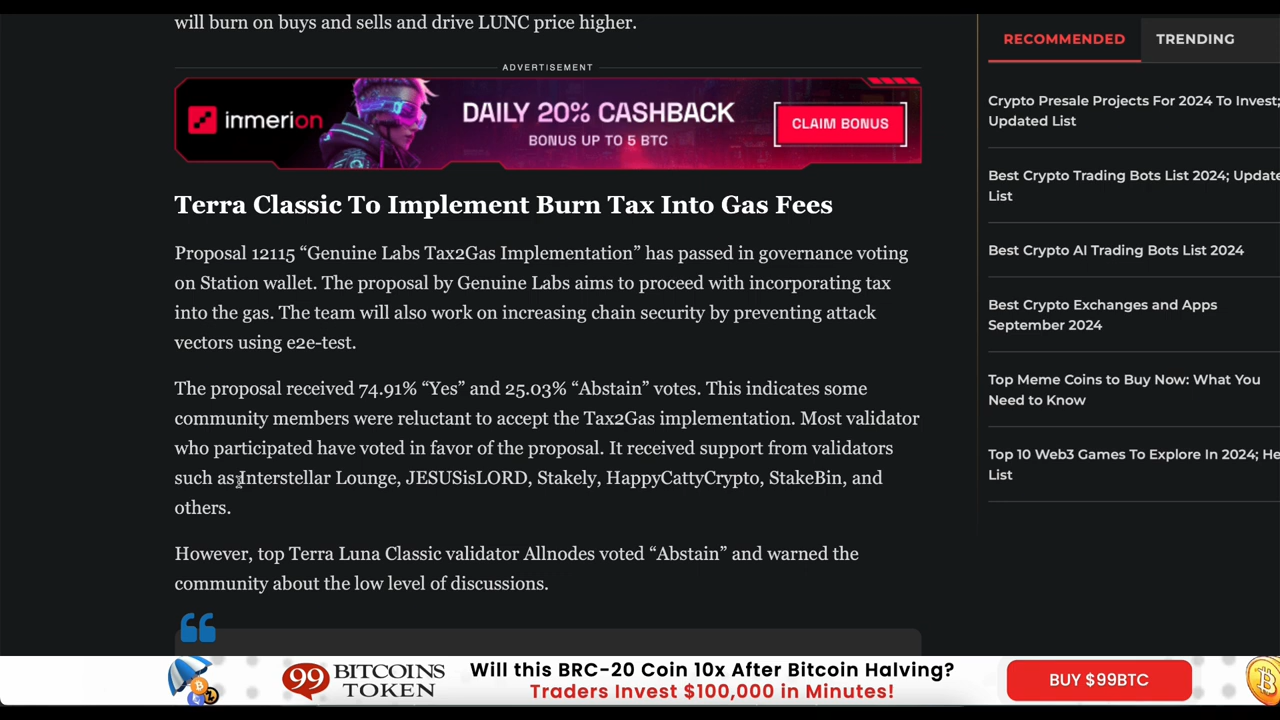 will burn on buys and sells and drive LUNC price higher.
ADVERTISEMENT
inmerion
DAILY 20% CASHBACK
BONUS UP TO 5 BTC
CLAIM BONUS
Terra Classic To Implement Burn Tax Into Gas Fees
Proposal 12115 “Genuine Labs Tax2Gas Implementation” has passed in governance voting
on Station wallet. The proposal by Genuine Labs aims to proceed with incorporating tax
into the gas. The team will also work on increasing chain security by preventing attack
vectors using e2e-test.
The proposal received 74.91% “Yes” and 25.03% “Abstain” votes. This indicates some
community members were reluctant to accept the Tax2Gas implementation. Most validator
who participated have voted in favor of the proposal. It received support from validators
such as Interstellar Lounge, JESUSisLORD, Stakely, HappyCattyCrypto, StakeBin, and
others.
However, top Terra Luna Classic validator Allnodes voted “Abstain” and warned the
community about the low level of discussions.
RECOMMENDED
TRENDING
Crypto Presale Projects For 2024 To Invest;
Updated List
Best Crypto Trading Bots List 2024; Update
List
Best Crypto AI Trading Bots List 2024
Best Crypto Exchanges and Apps
September 2024
Top Meme Coins to Buy Now: What You
Need to Know
Top 10 Web3 Games To Explore In 2024; He
List
99 BITCOINS
TOKEN
Will this BRC-20 Coin 10x After Bitcoin Halving?
Traders Invest $100,000 in Minutes!
BUY $99BTC